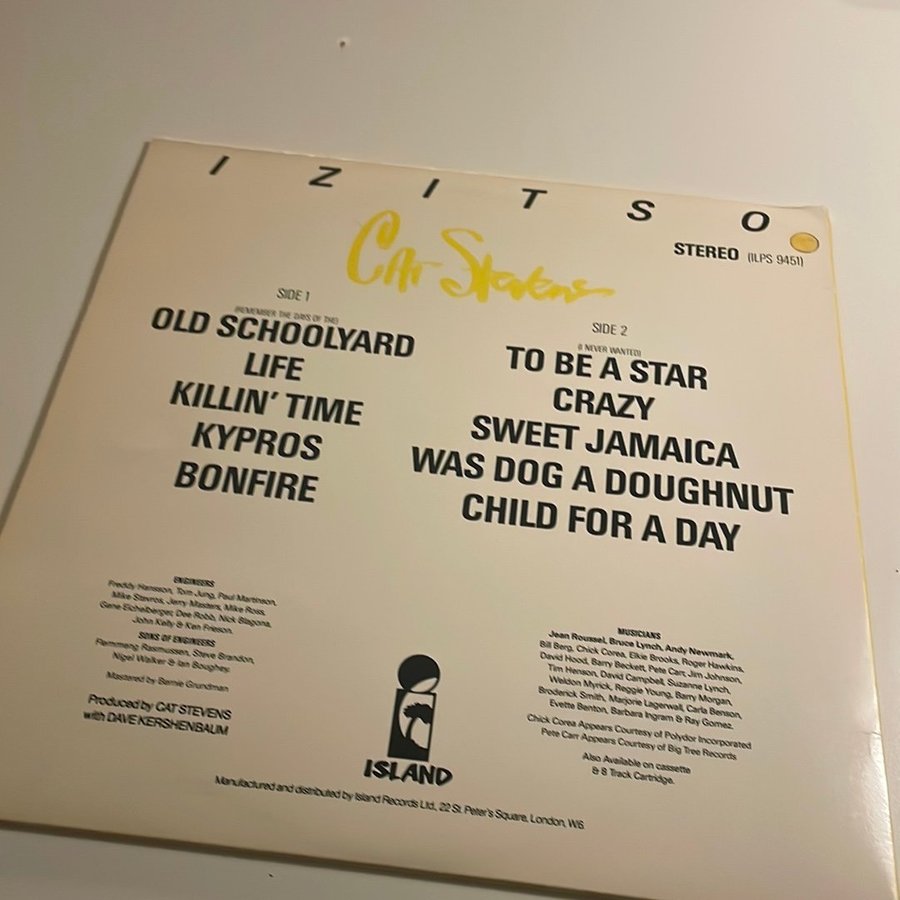 IZITSO
Cat Stevens
STEREO (ILPS 9451)
SIDE 1
(REMEMBER THE DAYS OF THE)
OLD SCHOOLYARD
LIFE
KILLIN' TIME
KYPROS
BONFIRE
SIDE 2
(I NEVER WANTED)
TO BE A STAR
CRAZY
SWEET JAMAICA
WAS DOG A DOUGHNUT
CHILD FOR A DAY
ENGINEERS
Freddy Hansson, Tom Jung, Paul Martinson,
Mike Stavros, Jerry Masters, Mike Ross,
Gene Eichelberger, Dee Robb, Nick Blagona,
John Kelly & Ken Frieson.
SONS OF ENGINEERS
Flemming Rasmussen, Steve Brandon,
Nigel Walker & Ian Boughey.
Mastered by Bernie Grundman
Produced by CAT STEVENS
with DAVE KERSHENBAUM
ISLAND
MUSICIANS
Jean Roussel, Bruce Lynch, Andy Newmark,
Bill Berg, Chick Corea, Elkie Brooks, Roger Hawkins,
David Hood, Barry Beckett, Pete Carr, Jim Johnson,
Tim Henson, David Campbell, Suzanne Lynch,
Weldon Myrick, Reggie Young, Barry Morgan,
Broderick Smith, Marjorie Lagerwall, Carla Benson,
Evette Benton, Barbara Ingram & Ray Gomez.
Chick Corea Appears Courtesy of Polydor Incorporated
Pete Carr Appears Courtesy of Big Tree Records
Also Available on cassette
& 8 Track Cartridge.
Manufactured and distributed by Island Records Ltd., 22 St. Peter's Square, London, W6